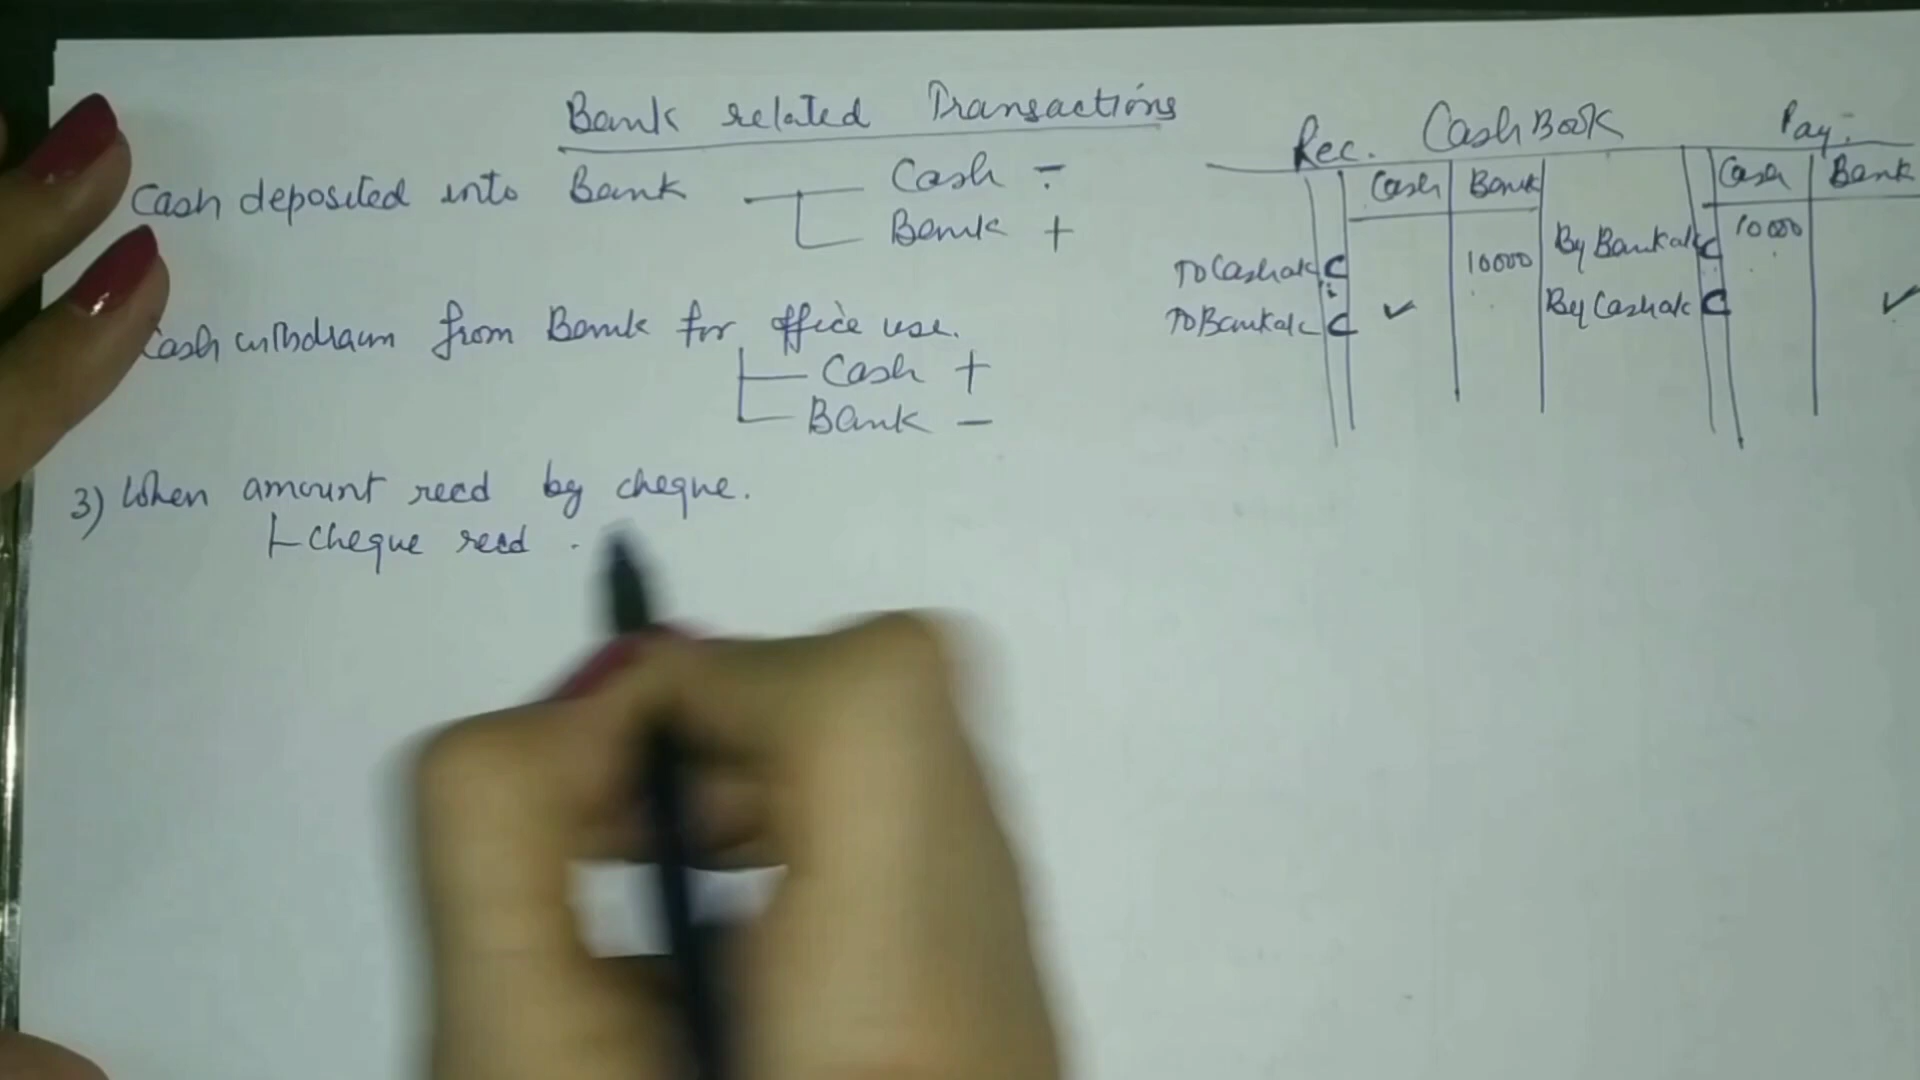 Bank related Transactions
Cash deposited into Bank
Cash -
Bank +
Cash withdrawn from Bank for office use.
Cash +
Bank -
3) When amount recd by cheque.
Cheque recd .
Rec. Cash Book Pay.
Cash Bank Cash Bank
To Cash a/c C 10000 By Bank a/c C 10000
To Bank a/c C ✓ By Cash a/c C ✓